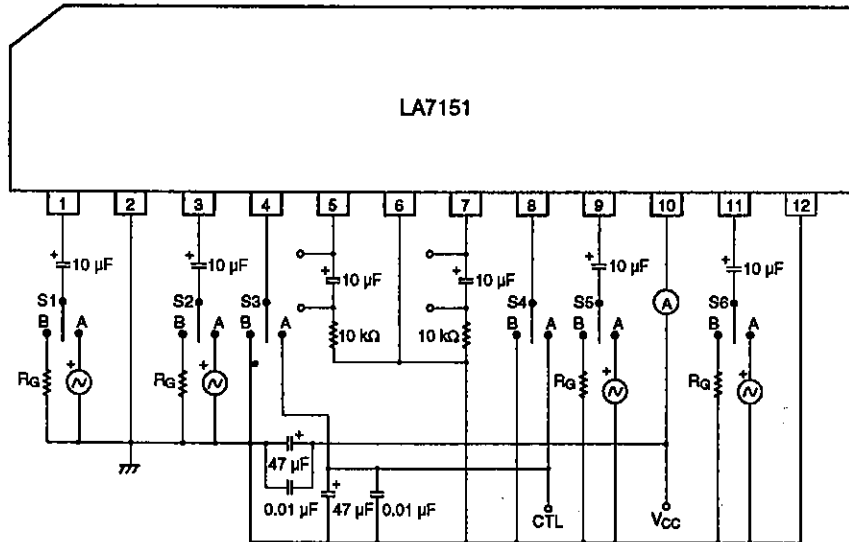 LA7151
1 2 3 4 5 6 7 8 9 10 11 12
+ 10 µF + 10 µF + 10 µF + 10 µF + 10 µF + 10 µF
S1 S2 S3 S4 S5 S6 A
B A B A B A 10 kΩ 10 kΩ B A B A B A
RG + RG + RG + RG +
+
47 µF
0.01 µF 47 µF + 0.01 µF CTL VCC